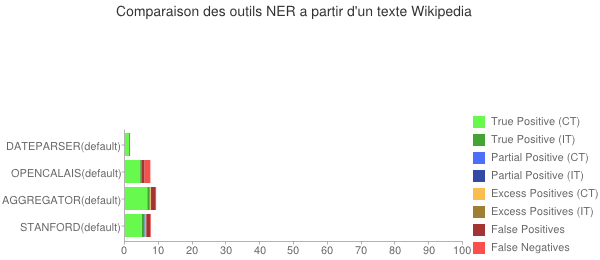 Comparaison des outils NER a partir d'un texte Wikipedia
DATEPARSER(default)
OPENCALAIS(default)
AGGREGATOR(default)
STANFORD(default)
0 10 20 30 40 50 60 70 80 90 100
True Positive (CT)
True Positive (IT)
Partial Positive (CT)
Partial Positive (IT)
Excess Positives (CT)
Excess Positives (IT)
False Positives
False Negatives